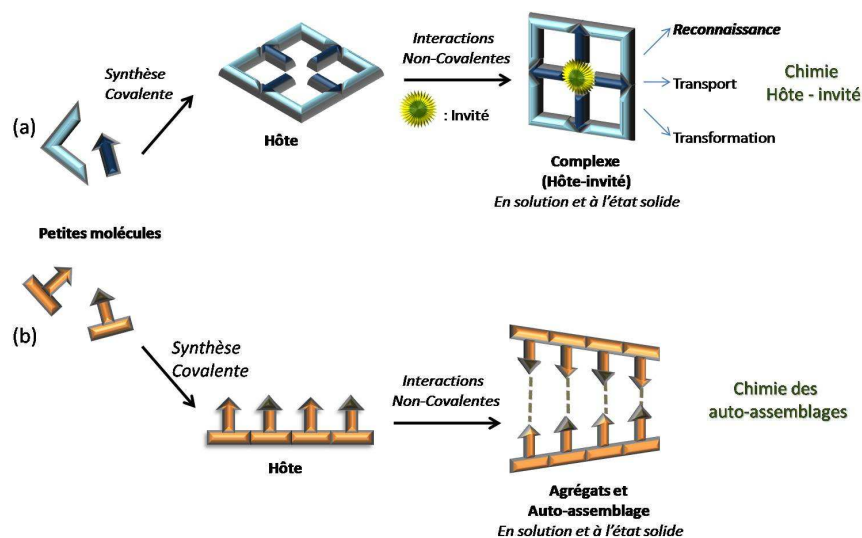 (a)
Synthèse
Covalente
Hôte
Interactions
Non-Covalentes
: Invité
Complexe
(Hôte-invité)
En solution et à l'état solide
Reconnaissance
Transport
Transformation
Chimie
Hôte - invité
Petites molécules
(b)
Synthèse
Covalente
Hôte
Interactions
Non-Covalentes
Agrégats et
Auto-assemblage
En solution et à l'état solide
Chimie des
auto-assemblages